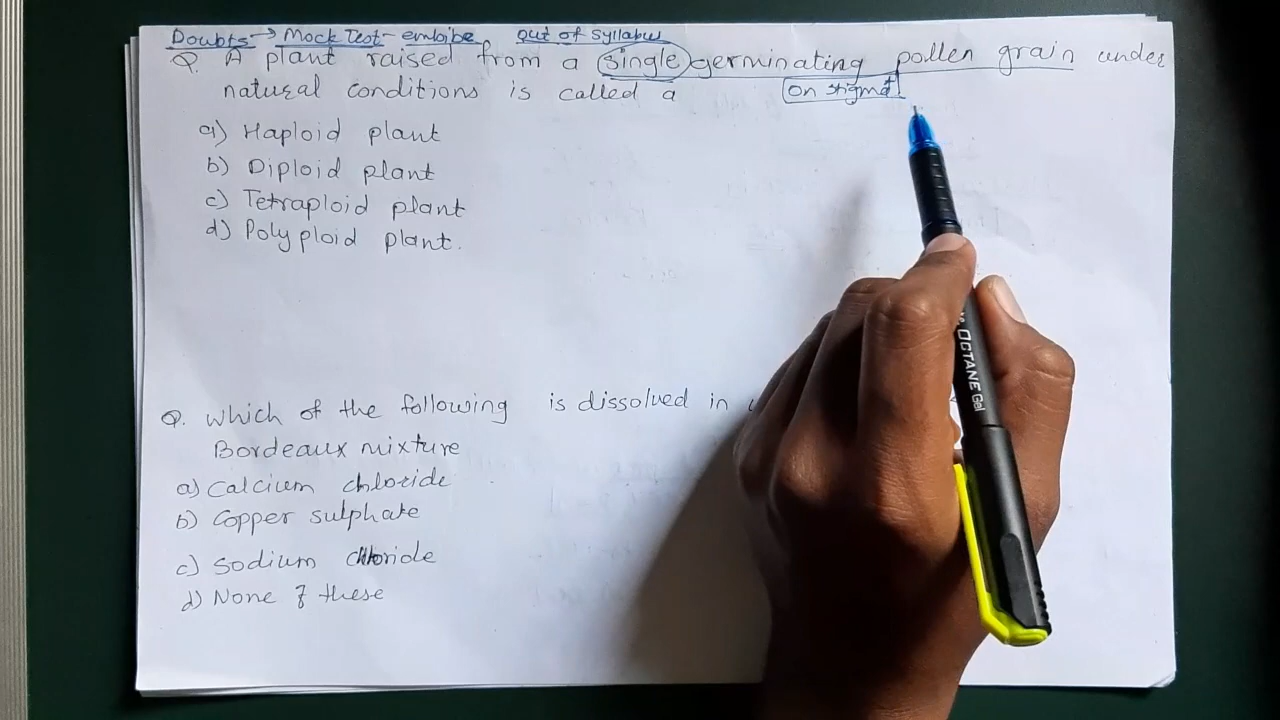 Doubts → Mock Test - embibe out of Syllabus
Q. A plant raised from a single germinating pollen grain under
natural conditions is called a on stigma
a) Haploid plant
b) Diploid plant
c) Tetraploid plant
d) Polyploid plant.
Q. which of the following is dissolved in
Bordeaux mixture
a) Calcium chloride
b) Copper sulphate
c) Sodium chloride
d) None of these
OCTANE Gel